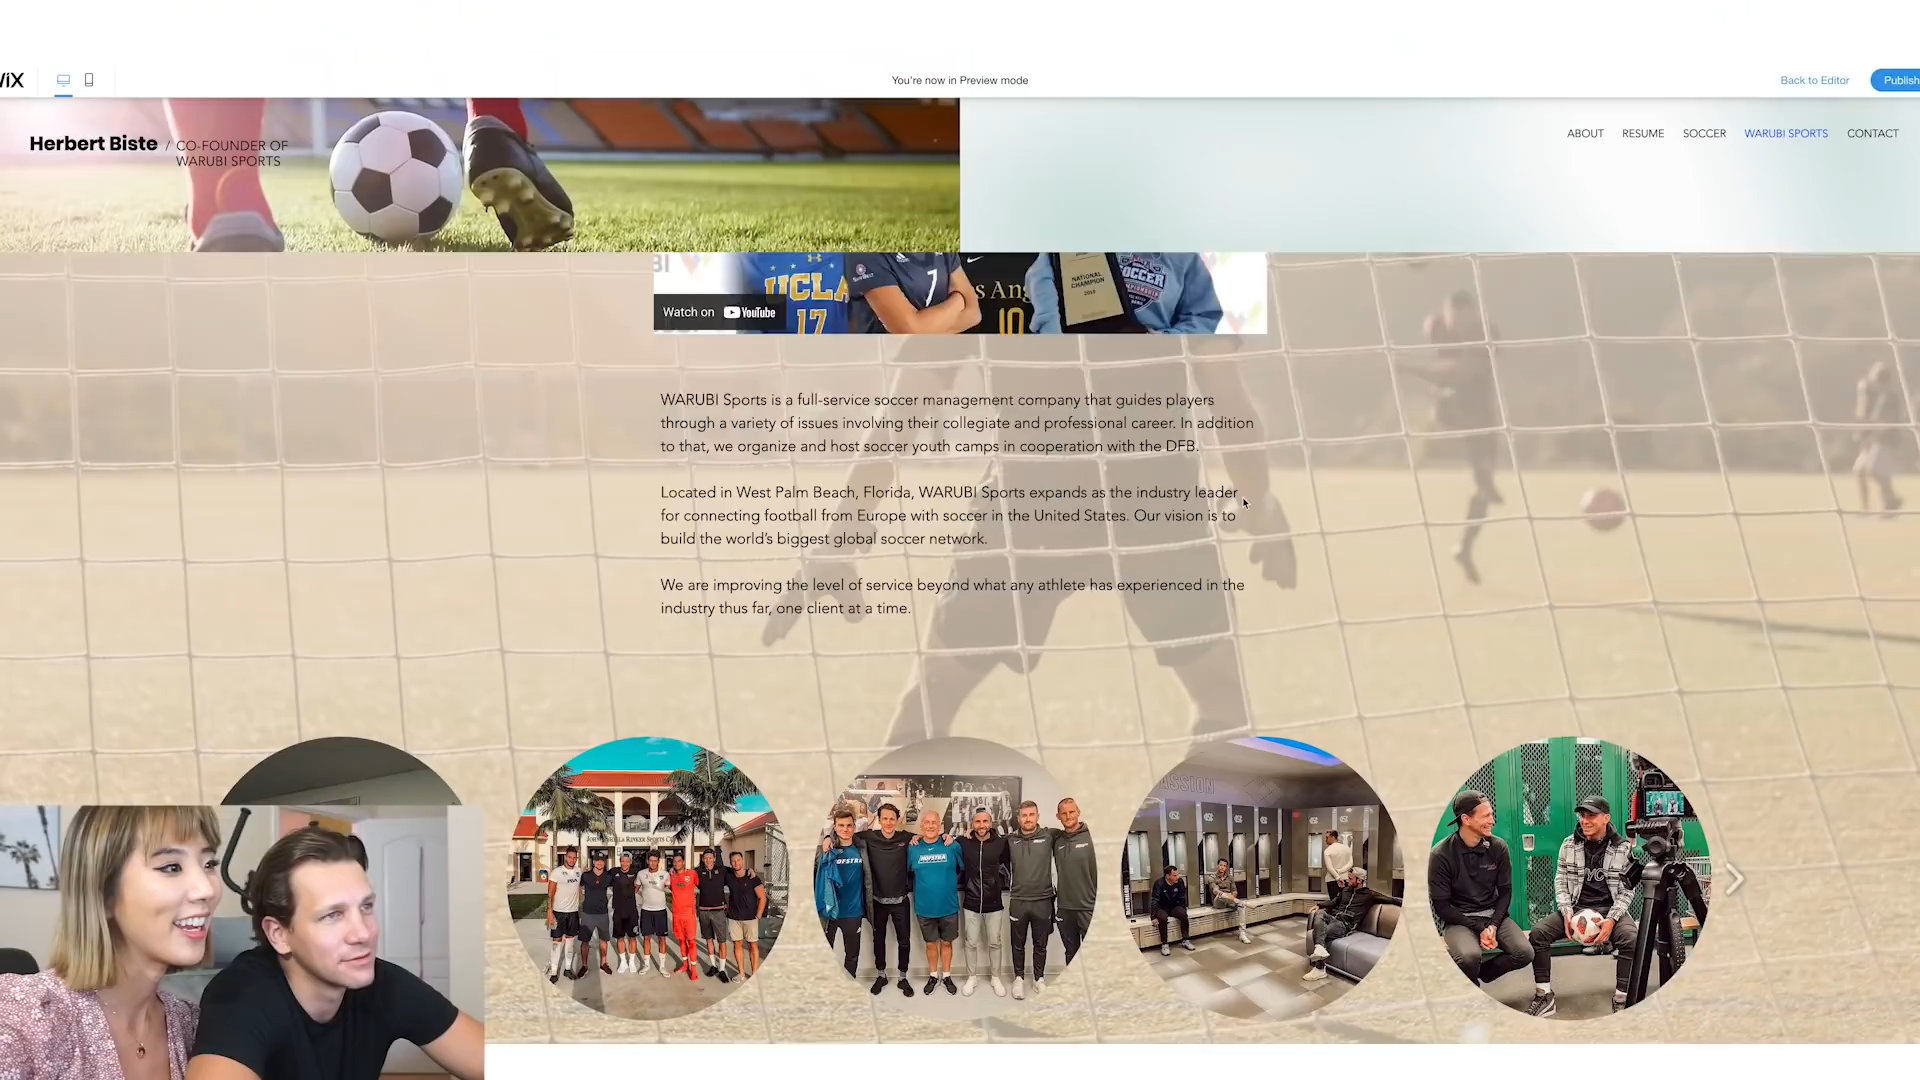 WiX
You're now in Preview mode
Back to Editor
Publish
Herbert Biste / CO-FOUNDER OF
WARUBI SPORTS
ABOUT RESUME SOCCER WARUBI SPORTS CONTACT
BI
UCLA
17
7
s Ang
10
NATIONAL
CHAMPION
SOCCER
Watch on YouTube
WARUBI Sports is a full-service soccer management company that guides players
through a variety of issues involving their collegiate and professional career. In addition
to that, we organize and host soccer youth camps in cooperation with the DFB.
Located in West Palm Beach, Florida, WARUBI Sports expands as the industry leader
for connecting football from Europe with soccer in the United States. Our vision is to
build the world's biggest global soccer network.
We are improving the level of service beyond what any athlete has experienced in the
industry thus far, one client at a time.
HOFSTRA
HOFSTRA
ASSION